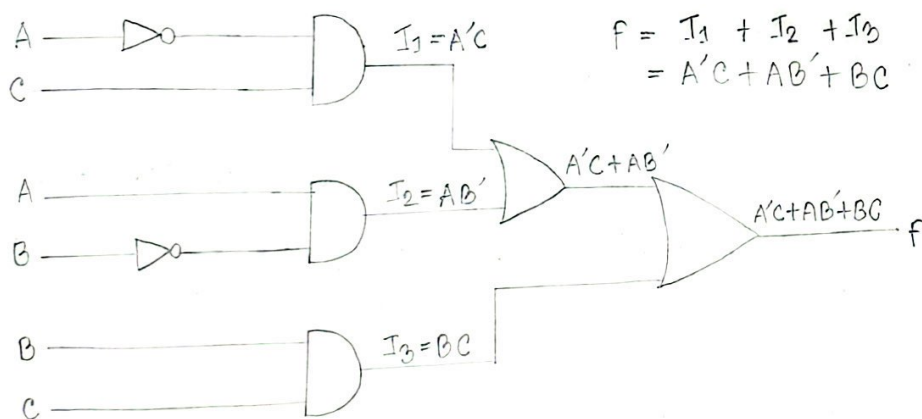 A
I1 = A'C
f = I1 + I2 + I3
= A'C + AB' + BC
C
A'C + AB'
A
I2 = AB'
A'C+AB'+BC
f
B
B
I3 = BC
C